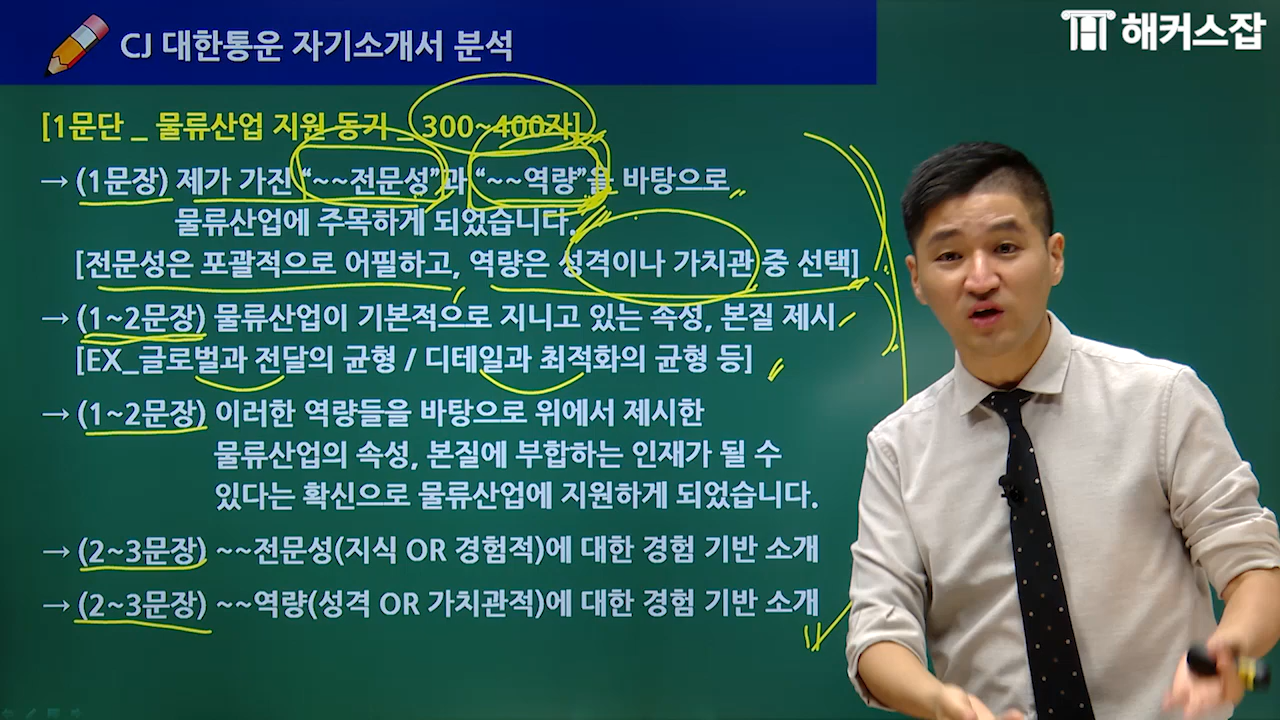 CJ 대한통운 자기소개서 분석
해커스잡
[1문단 _ 물류산업 지원 동기 _ 300~400자]
→ (1문장) 제가 가진 “~~전문성”과 “~~역량”을 바탕으로
물류산업에 주목하게 되었습니다.
[전문성은 포괄적으로 어필하고, 역량은 성격이나 가치관 중 선택]
→ (1~2문장) 물류산업이 기본적으로 지니고 있는 속성, 본질 제시
[EX_글로벌과 전달의 균형 / 디테일과 최적화의 균형 등]
→ (1~2문장) 이러한 역량들을 바탕으로 위에서 제시한
물류산업의 속성, 본질에 부합하는 인재가 될 수
있다는 확신으로 물류산업에 지원하게 되었습니다.
→ (2~3문장) ~~전문성(지식 OR 경험적)에 대한 경험 기반 소개
→ (2~3문장) ~~역량(성격 OR 가치관적)에 대한 경험 기반 소개